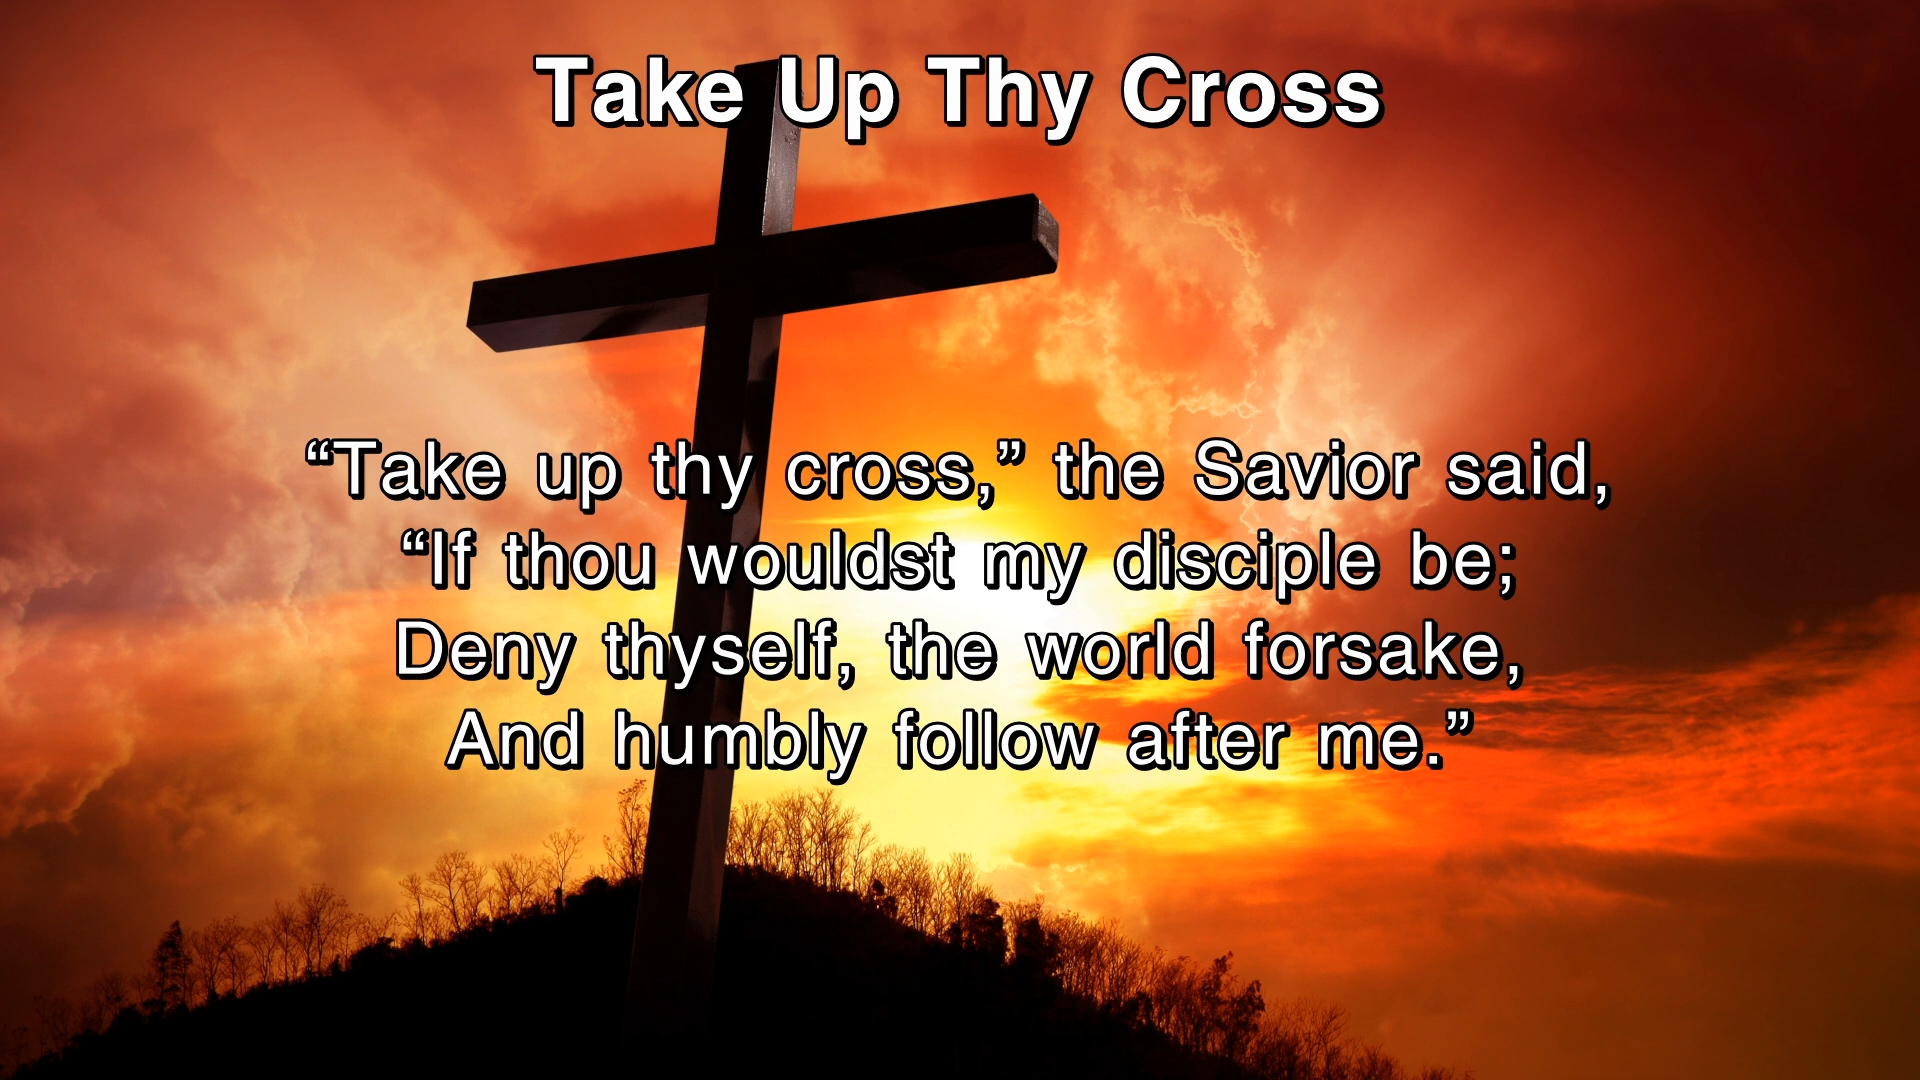 Take Up Thy Cross
“Take up thy cross,” the Savior said,
“If thou wouldst my disciple be;
Deny thyself, the world forsake,
And humbly follow after me.”